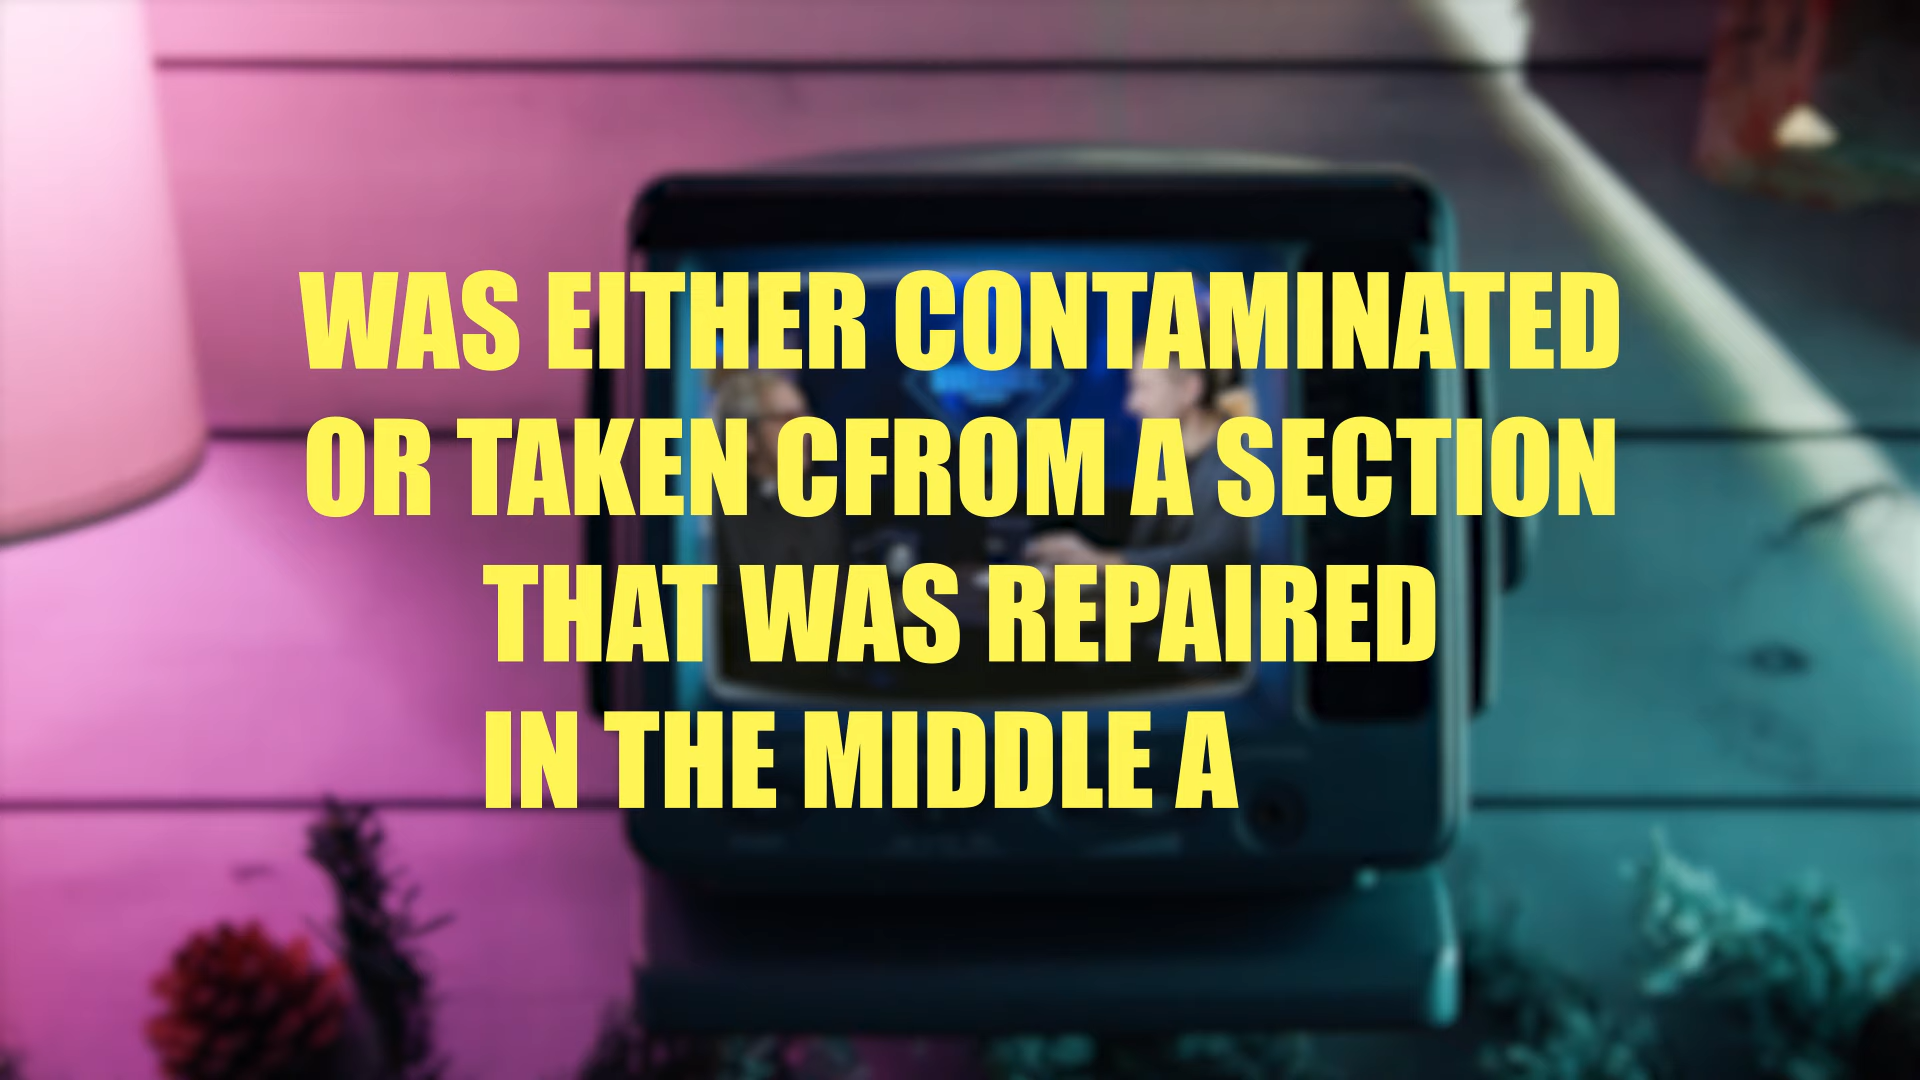 WAS EITHER CONTAMINATED
OR TAKEN CFROM A SECTION
THAT WAS REPAIRED
IN THE MIDDLE A